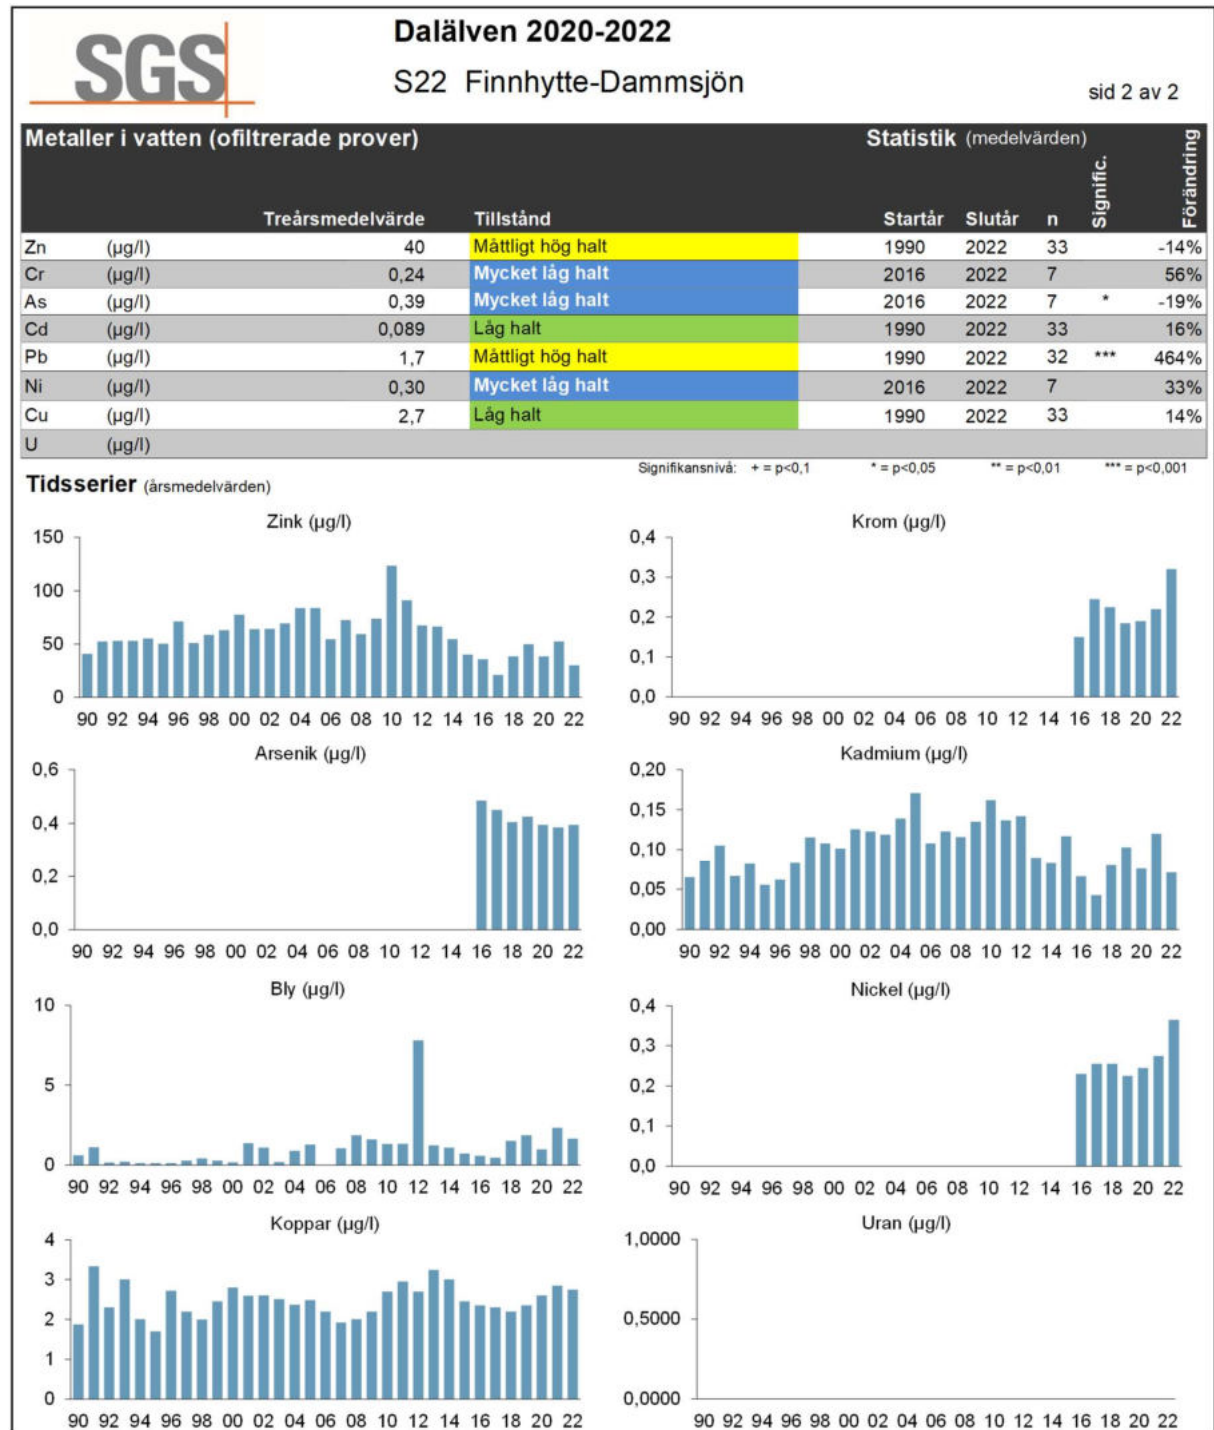 SGS
Dalälven 2020-2022
S22 Finnhytte-Dammsjön
sid 2 av 2
Metaller i vatten (ofiltrerade prover) Statistik (medelvärden)
Treårsmedelvärde Tillstånd Startår Slutår n Signific. Förändring
Zn (µg/l) 40 Måttligt hög halt 1990 2022 33 -14%
Cr (µg/l) 0,24 Mycket låg halt 2016 2022 7 56%
As (µg/l) 0,39 Mycket låg halt 2016 2022 7 * -19%
Cd (µg/l) 0,089 Låg halt 1990 2022 33 16%
Pb (µg/l) 1,7 Måttligt hög halt 1990 2022 32 *** 464%
Ni (µg/l) 0,30 Mycket låg halt 2016 2022 7 33%
Cu (µg/l) 2,7 Låg halt 1990 2022 33 14%
U (µg/l)
Signifikansnivå: + = p<0,1 * = p<0,05 ** = p<0,01 *** = p<0,001
Tidsserier (årsmedelvärden)
Zink (µg/l)
150
100
50
0
90 92 94 96 98 00 02 04 06 08 10 12 14 16 18 20 22
Krom (µg/l)
0,4
0,3
0,2
0,1
0,0
90 92 94 96 98 00 02 04 06 08 10 12 14 16 18 20 22
Arsenik (µg/l)
0,6
0,4
0,2
0,0
90 92 94 96 98 00 02 04 06 08 10 12 14 16 18 20 22
Kadmium (µg/l)
0,20
0,15
0,10
0,05
0,00
90 92 94 96 98 00 02 04 06 08 10 12 14 16 18 20 22
Bly (µg/l)
10
5
0
90 92 94 96 98 00 02 04 06 08 10 12 14 16 18 20 22
Nickel (µg/l)
0,4
0,3
0,2
0,1
0,0
90 92 94 96 98 00 02 04 06 08 10 12 14 16 18 20 22
Koppar (µg/l)
4
3
2
1
0
90 92 94 96 98 00 02 04 06 08 10 12 14 16 18 20 22
Uran (µg/l)
1,0000
0,5000
0,0000
90 92 94 96 98 00 02 04 06 08 10 12 14 16 18 20 22